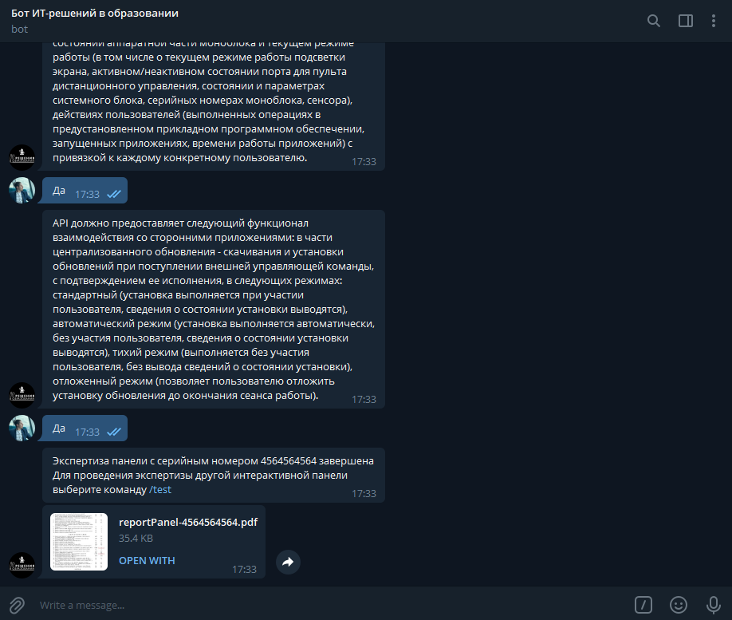 Бот ИТ-решений в образовании
bot
состоянии аппаратной части моноблока и текущем режиме
работы (в том числе о текущем режиме работы подсветки
экрана, активном/неактивном состоянии порта для пульта
дистанционного управления, состоянии и параметрах
системного блока, серийных номерах моноблока, сенсора),
действиях пользователей (выполненных операциях в
предустановленном прикладном программном обеспечении,
запущенных приложениях, времени работы приложений) с
привязкой к каждому конкретному пользователю.
17:33
Да 17:33
API должно предоставляет следующий функционал
взаимодействия со сторонними приложениями: в части
централизованного обновления - скачивания и установки
обновлений при поступлении внешней управляющей команды,
с подтверждением ее исполнения, в следующих режимах:
стандартный (установка выполняется при участии
пользователя, сведения о состоянии установки выводятся),
автоматический режим (установка выполняется автоматически,
без участия пользователя, сведения о состоянии установки
выводятся), тихий режим (выполняется без участия
пользователя, без вывода сведений о состоянии установки),
отложенный режим (позволяет пользователю отложить
установку обновления до окончания сеанса работы).
17:33
Да 17:33
Экспертиза панели с серийным номером 4564564564 завершена
Для проведения экспертизы другой интерактивной панели
выберите команду /test
17:33
reportPanel-4564564564.pdf
35.4 KB
OPEN WITH
17:33
Write a message...